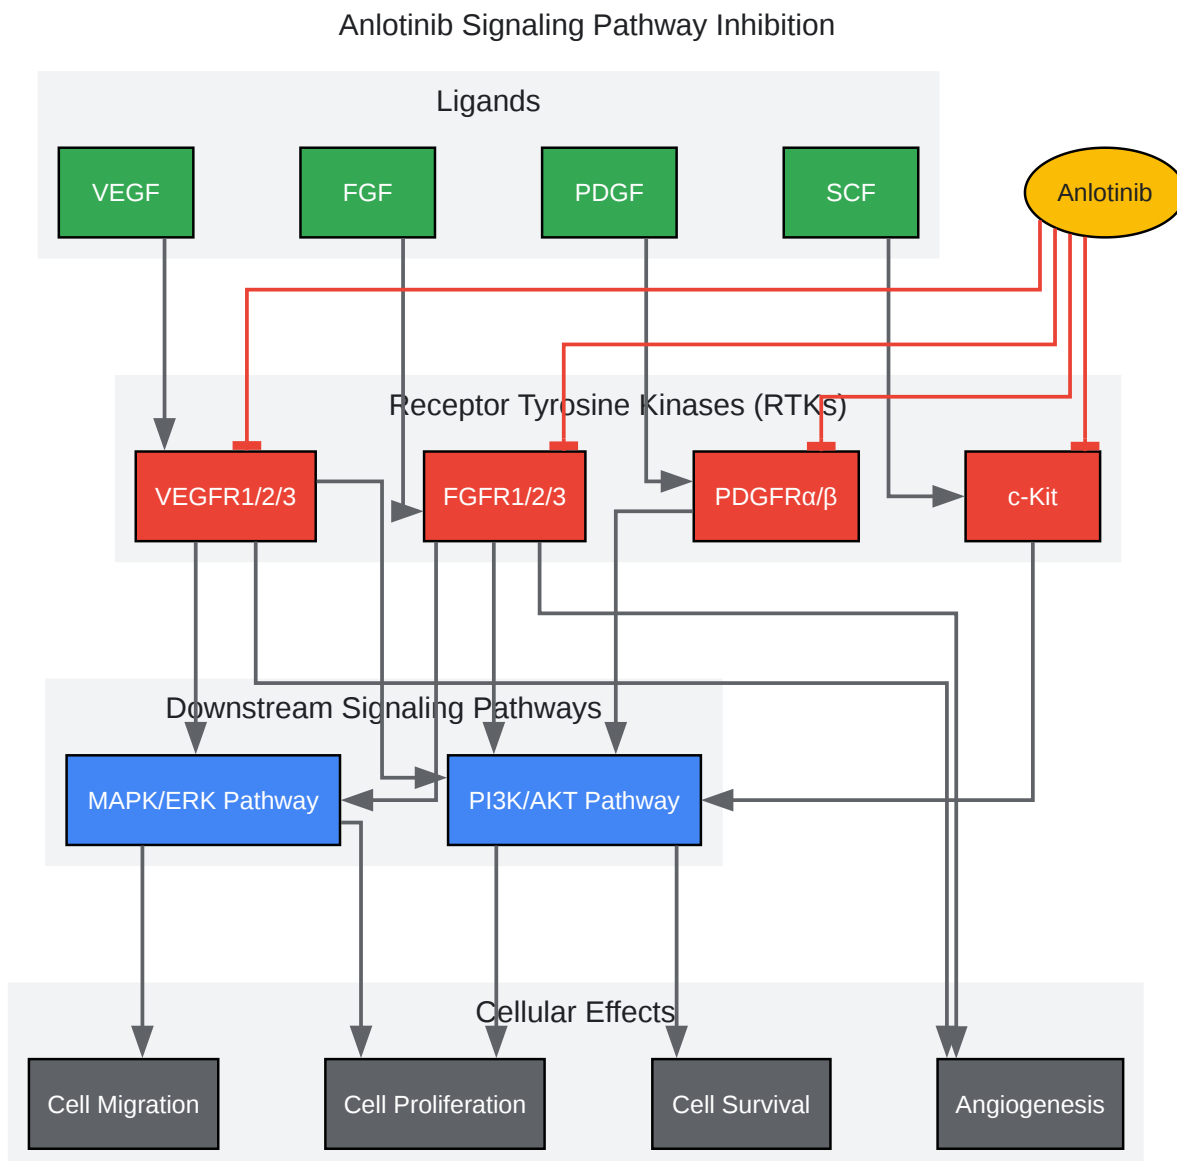 Anlotinib Signaling Pathway Inhibition
Ligands
VEGF
FGF
PDGF
SCF
Anlotinib
Receptor Tyrosine Kinases (RTKs)
VEGFR1/2/3
FGFR1/2/3
PDGFRα/β
c-Kit
Downstream Signaling Pathways
MAPK/ERK Pathway
PI3K/AKT Pathway
Cellular Effects
Cell Migration
Cell Proliferation
Cell Survival
Angiogenesis